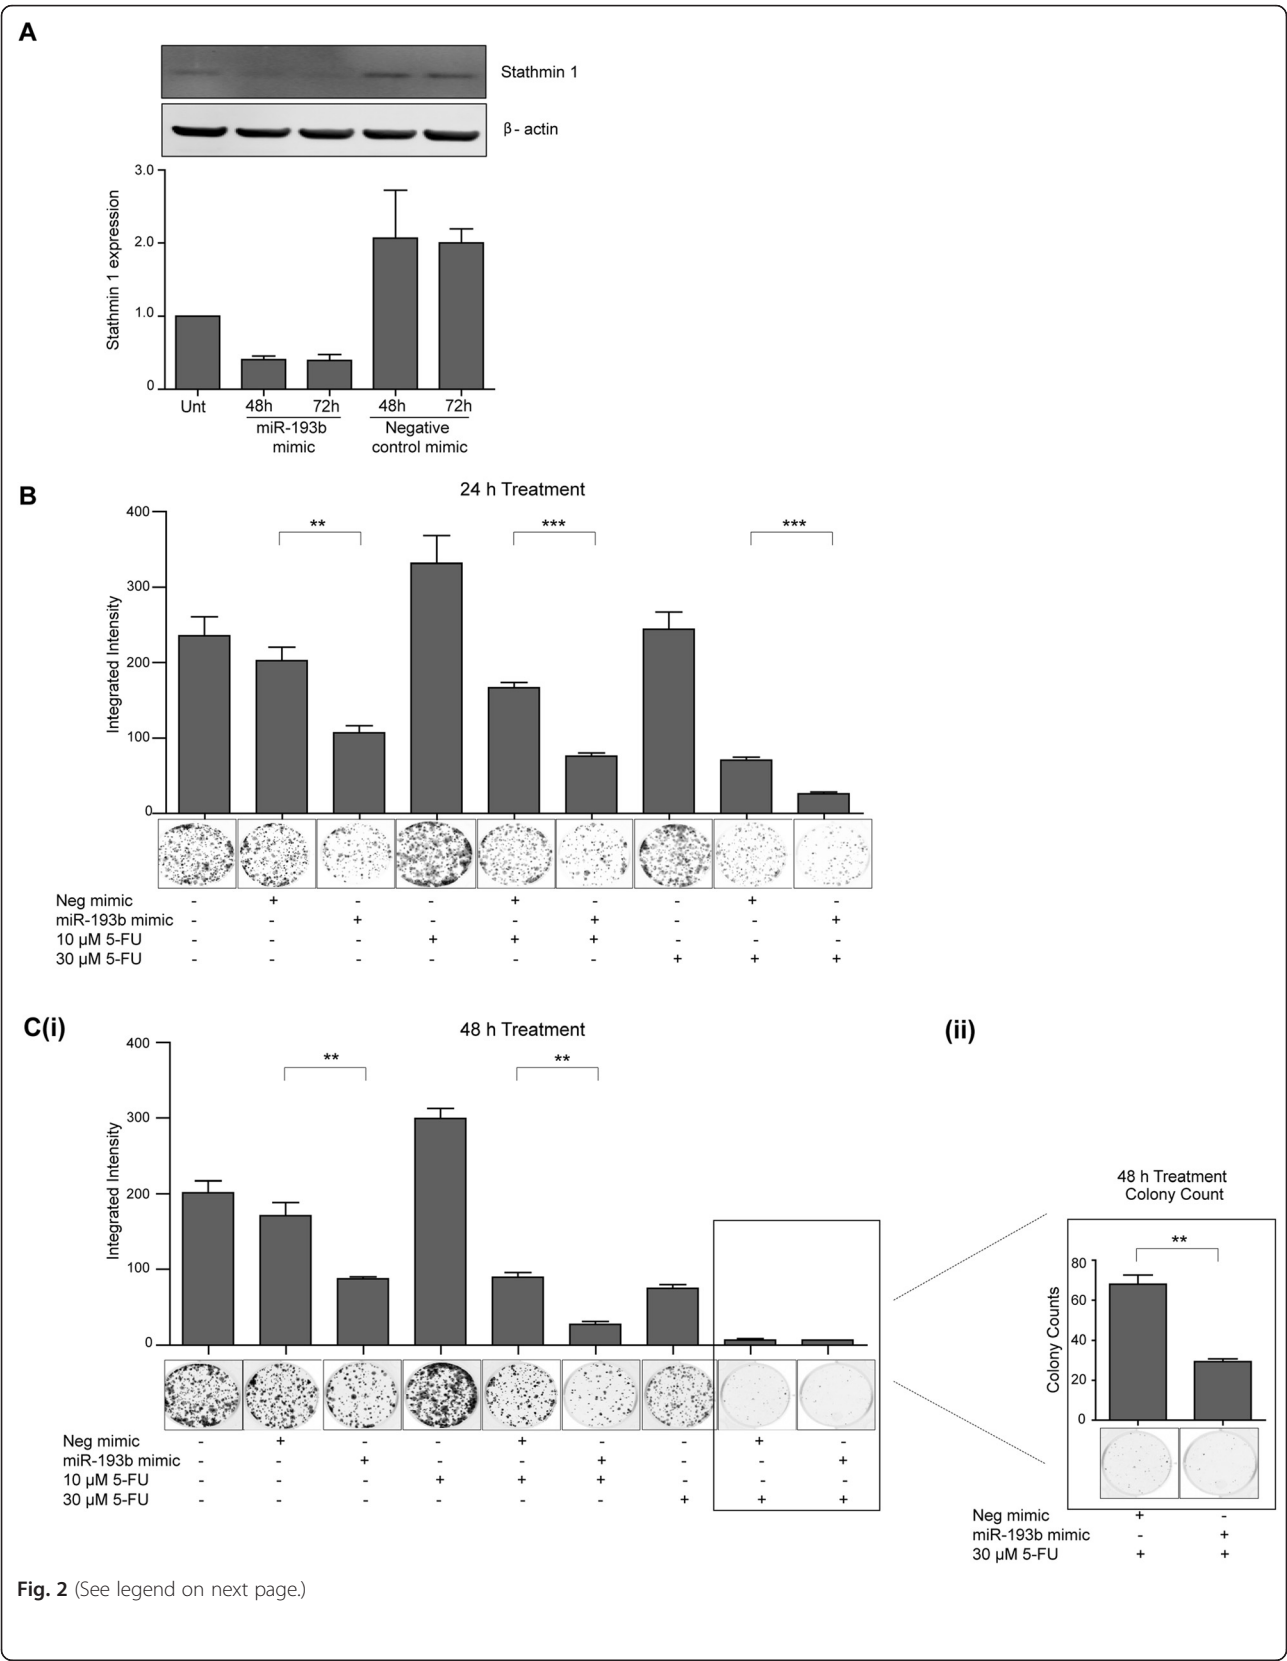 A
Stathmin 1
β- actin
Stathmin 1 expression
3.0
2.0
1.0
0
Unt 48h 72h 48h 72h
miR-193b mimic
Negative control mimic
B
24 h Treatment
Integrated Intensity
400
300
200
100
0
** *** ***
Neg mimic - + - - + - - + -
miR-193b mimic - - + - - + - - +
10 µM 5-FU - - - + + + - - -
30 µM 5-FU - - - - - - + + +
C(i)
48 h Treatment
Integrated Intensity
400
300
200
100
0
** **
Neg mimic - + - - + - - + -
miR-193b mimic - - + - - + - - +
10 µM 5-FU - - - + + + - - -
30 µM 5-FU - - - - - - + + +
(ii)
48 h Treatment
Colony Count
Colony Counts
80
60
40
20
0
**
Neg mimic + -
miR-193b mimic - +
30 µM 5-FU + +
Fig. 2 (See legend on next page.)